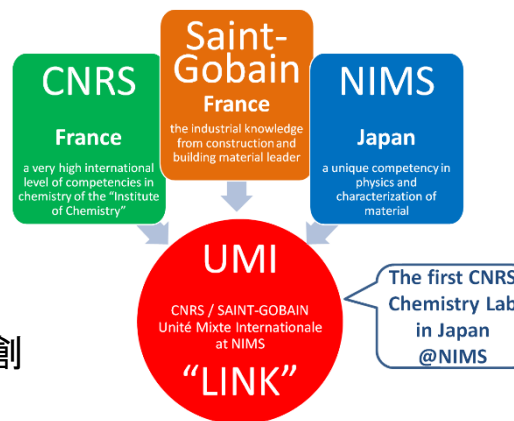 CNRS
France
a very high international
level of competencies in
chemistry of the “Institute
of Chemistry”
Saint-
Gobain
France
the industrial knowledge
from construction and
building material leader
NIMS
Japan
a unique competency in
physics and
characterization of
material
UMI
CNRS / SAINT-GOBAIN
Unité Mixte Internationale
at NIMS
“LINK”
The first CNRS
Chemistry Lab
in Japan
@NIMS
創